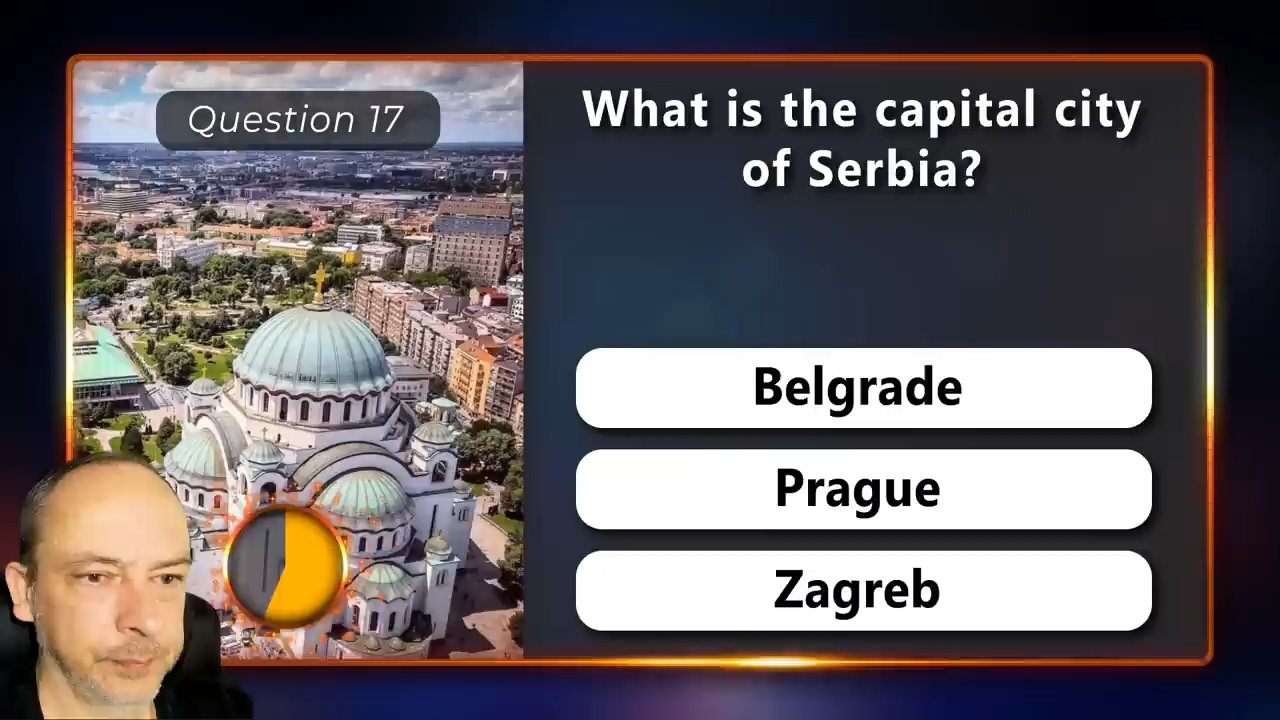 Question 17
What is the capital city
of Serbia?
Belgrade
Prague
Zagreb